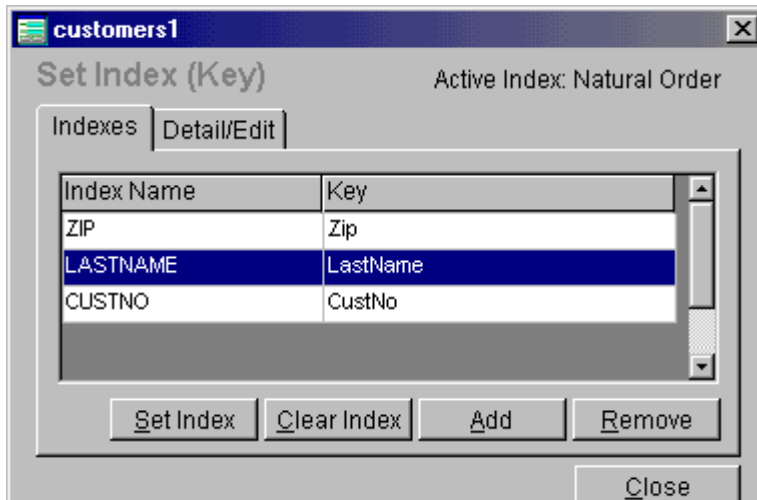 customers1
Set Index (Key)
Active Index: Natural Order
Indexes Detail/Edit
Index Name Key
ZIP Zip
LASTNAME LastName
CUSTNO CustNo
Set Index Clear Index Add Remove
Close